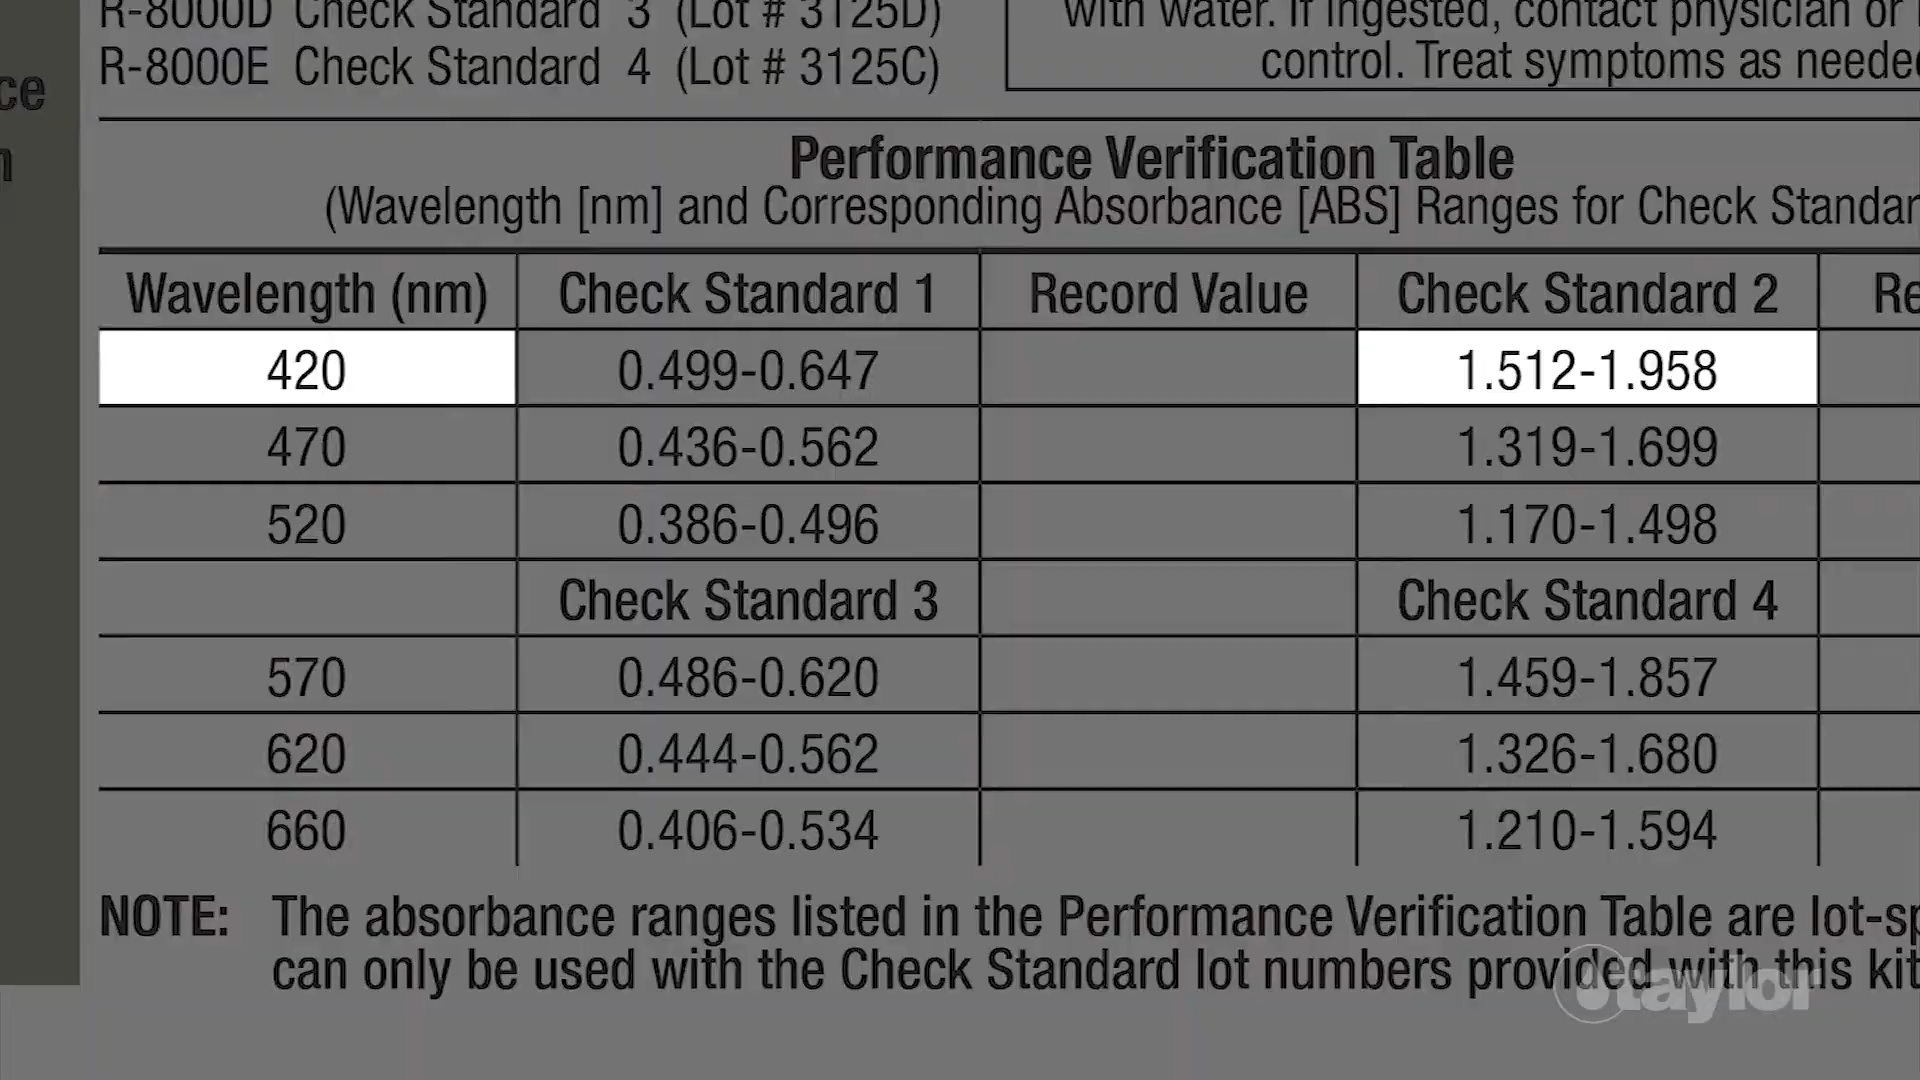 R-8000D Check Standard 3 (Lot # 3125D)
R-8000E Check Standard 4 (Lot # 3125C)
with water. If ingested, contact physician or
control. Treat symptoms as neede
ce
Performance Verification Table
(Wavelength [nm] and Corresponding Absorbance [ABS] Ranges for Check Standar
Wavelength (nm) Check Standard 1 Record Value Check Standard 2 Re
420 0.499-0.647 1.512-1.958
470 0.436-0.562 1.319-1.699
520 0.386-0.496 1.170-1.498
Check Standard 3 Check Standard 4
570 0.486-0.620 1.459-1.857
620 0.444-0.562 1.326-1.680
660 0.406-0.534 1.210-1.594
NOTE: The absorbance ranges listed in the Performance Verification Table are lot-sp
can only be used with the Check Standard lot numbers provided with this kit
taylor